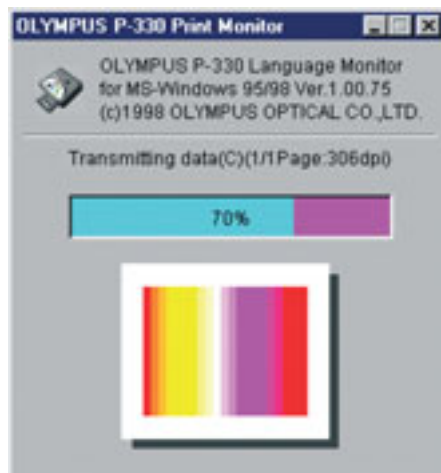 OLYMPUS P-330 Print Monitor
OLYMPUS P-330 Language Monitor
for MS-Windows 95/98 Ver.1.00.75
(c)1998 OLYMPUS OPTICAL CO.,LTD.
Transmitting data(C)(1/1Page:306dpi)
70%